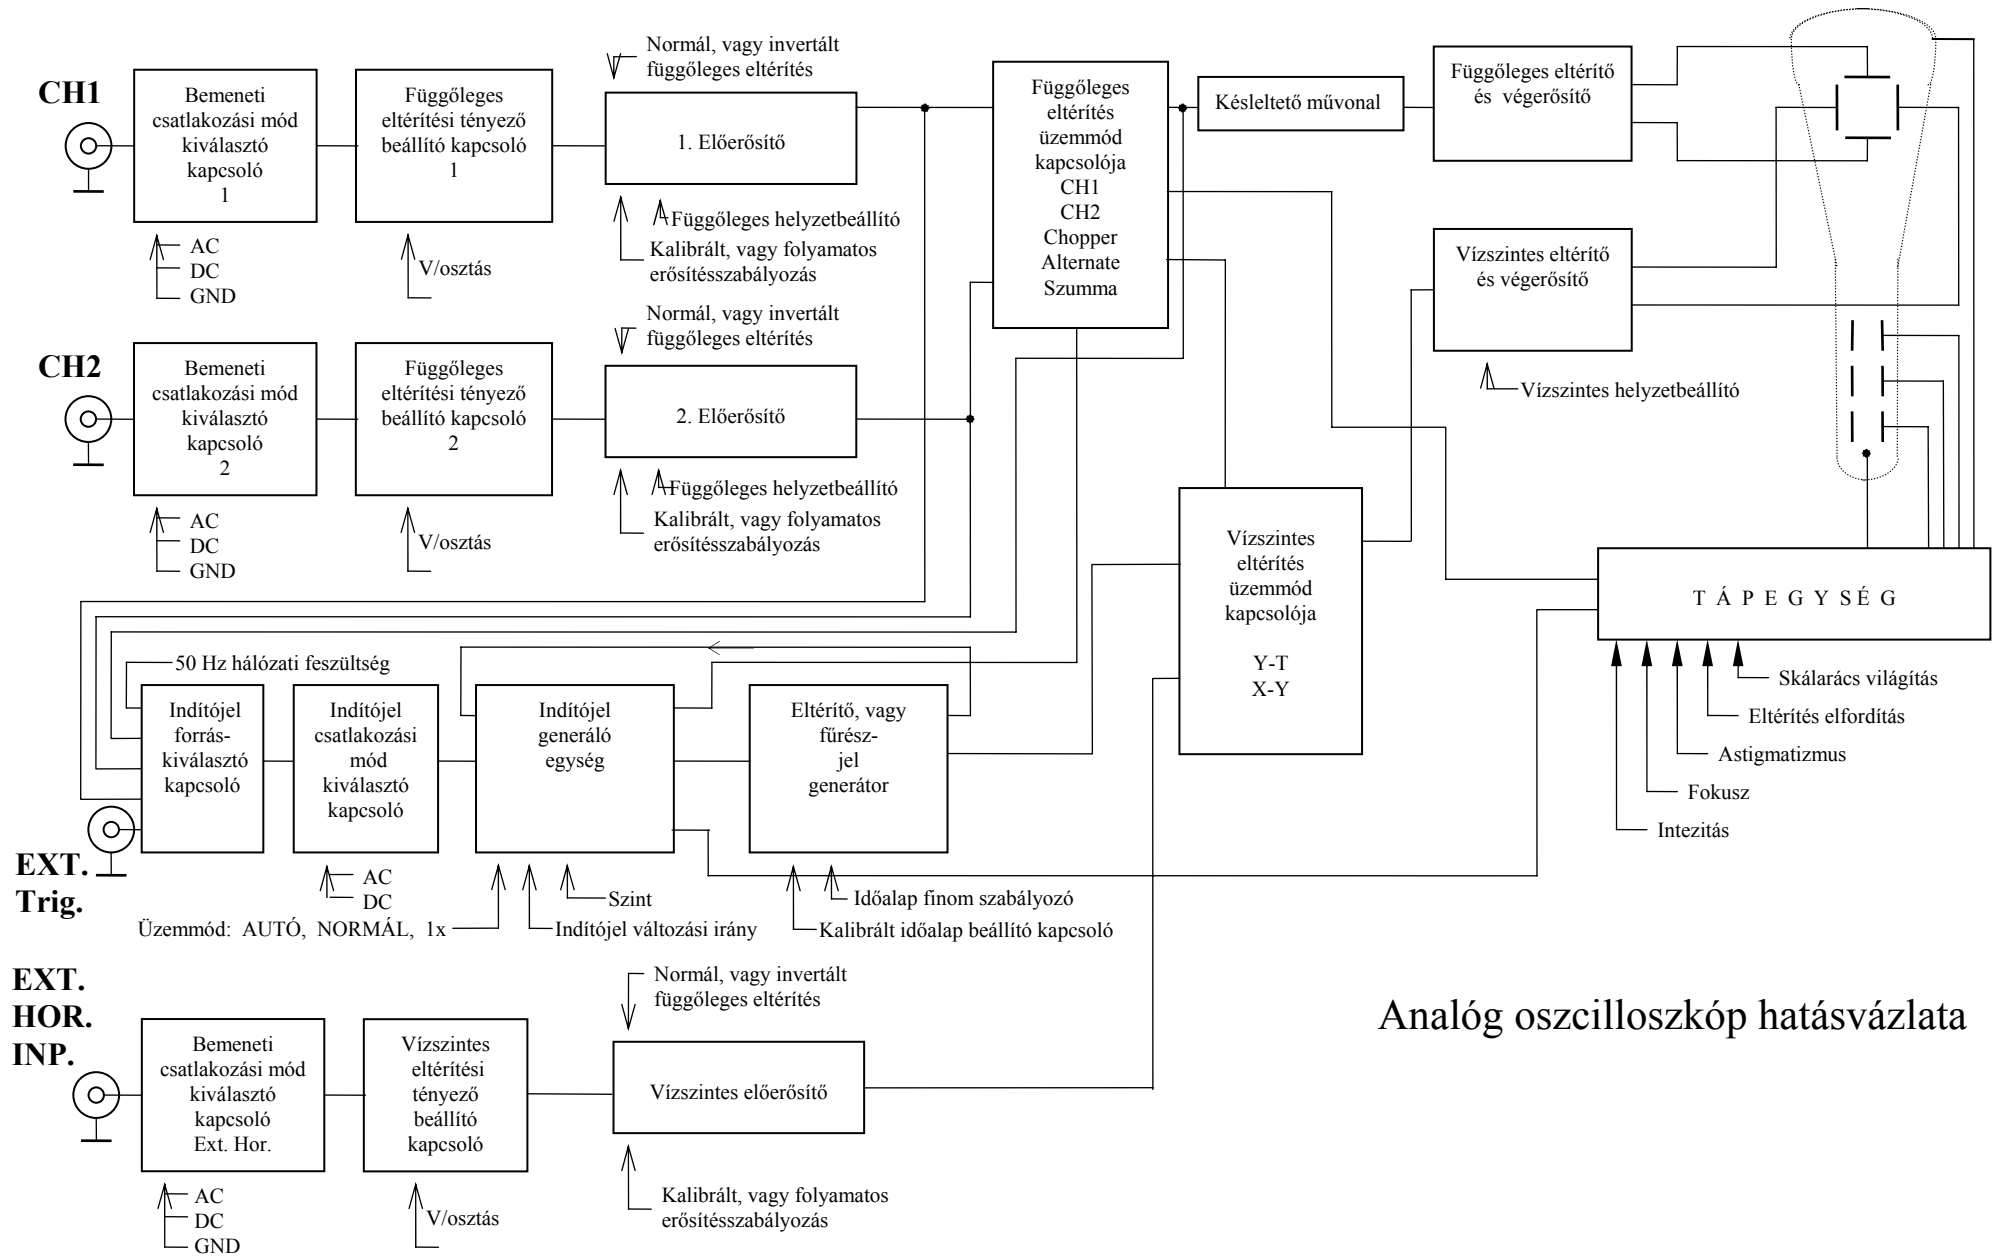 CH1
Bemeneti
csatlakozási mód
kiválasztó
kapcsoló
1
AC
DC
GND
Függőleges
eltérítési tényező
beállító kapcsoló
1
V/osztás
Normál, vagy invertált
függőleges eltérítés
1. Előerősítő
Függőleges helyzetbeállító
Kalibrált, vagy folyamatos
erősítésszabályozás
Függőleges
eltérítés
üzemmód
kapcsolója
CH1
CH2
Chopper
Alternate
Szumma
Késleltető művonal
Függőleges eltérítő
és végerősítő
Vízszintes eltérítő
és végerősítő
Vízszintes helyzetbeállító
CH2
Bemeneti
csatlakozási mód
kiválasztó
kapcsoló
2
AC
DC
GND
Függőleges
eltérítési tényező
beállító kapcsoló
2
V/osztás
Normál, vagy invertált
függőleges eltérítés
2. Előerősítő
Függőleges helyzetbeállító
Kalibrált, vagy folyamatos
erősítésszabályozás
Vízszintes
eltérítés
üzemmód
kapcsolója
Y-T
X-Y
T Á P E G Y S É G
Skálarács világítás
Eltérítés elfordítás
Astigmatizmus
Fokusz
Intezitás
50 Hz hálózati feszültség
Indítójel
forrás-
kiválasztó
kapcsoló
Indítójel
csatlakozási
mód
kiválasztó
kapcsoló
Indítójel
generáló
egység
Eltérítő, vagy
fűrész-
jel
generátor
EXT.
Trig.
AC
DC
Szint
Időalap finom szabályozó
Üzemmód: AUTÓ, NORMÁL, 1x
Indítójel változási irány
Kalibrált időalap beállító kapcsoló
EXT.
HOR.
INP.
Bemeneti
csatlakozási mód
kiválasztó
kapcsoló
Ext. Hor.
AC
DC
GND
Vízszintes
eltérítési
tényező
beállító
kapcsoló
V/osztás
Normál, vagy invertált
függőleges eltérítés
Vízszintes előerősítő
Kalibrált, vagy folyamatos
erősítésszabályozás
Analóg oszcilloszkóp hatásvázlata